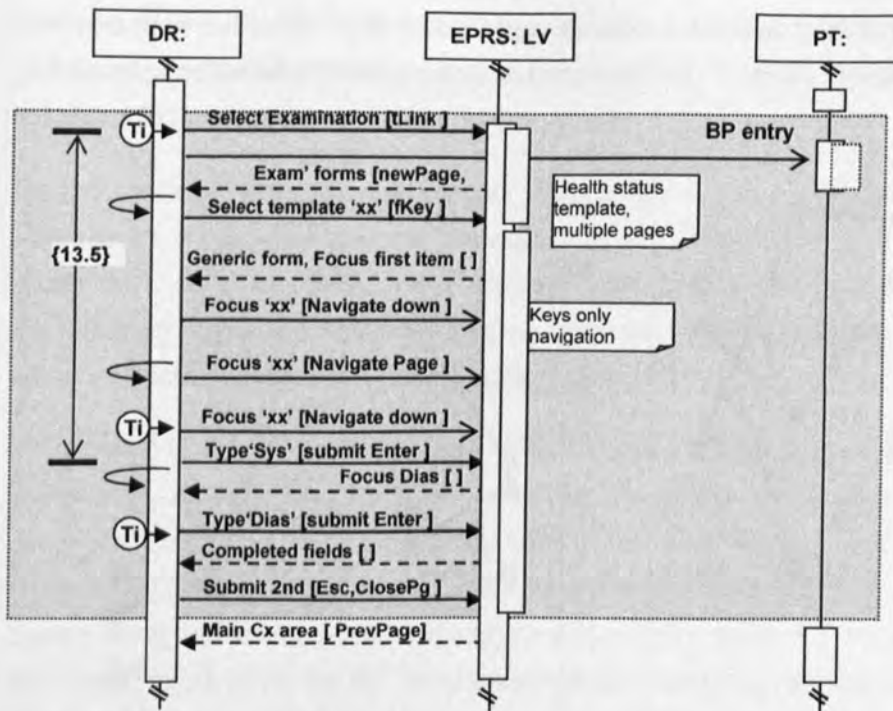 DR:
EPRS: LV
PT:
Ti
Select Examination [tLink ]
BP entry
Exam' forms [newPage,
Health status
template,
multiple pages
Select template 'xx' [fKey ]
{13.5}
Generic form, Focus first item [ ]
Focus 'xx' [Navigate down ]
Keys only
navigation
Focus 'xx' [Navigate Page ]
Ti
Focus 'xx' [Navigate down ]
Type'Sys' [submit Enter ]
Focus Dias [ ]
Ti
Type'Dias' [submit Enter ]
Completed fields [ ]
Submit 2nd [Esc,ClosePg ]
Main Cx area [ PrevPage]